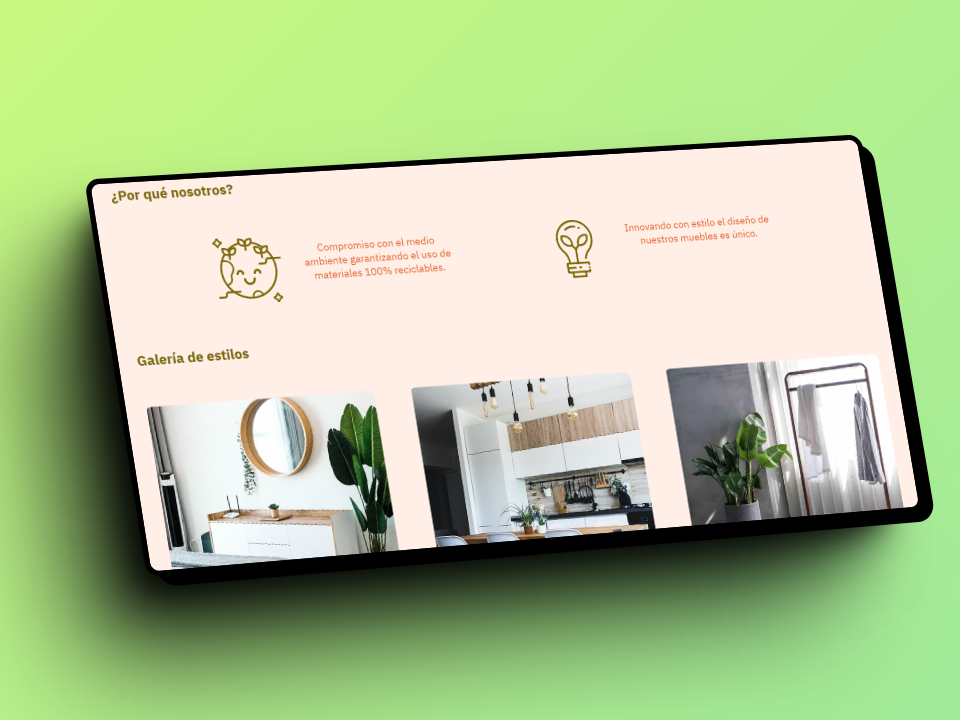 ¿Por qué nosotros?
Compromiso con el medio
ambiente garantizando el uso de
materiales 100% reciclables.
Innovando con estilo el diseño de
nuestros muebles es único.
Galería de estilos